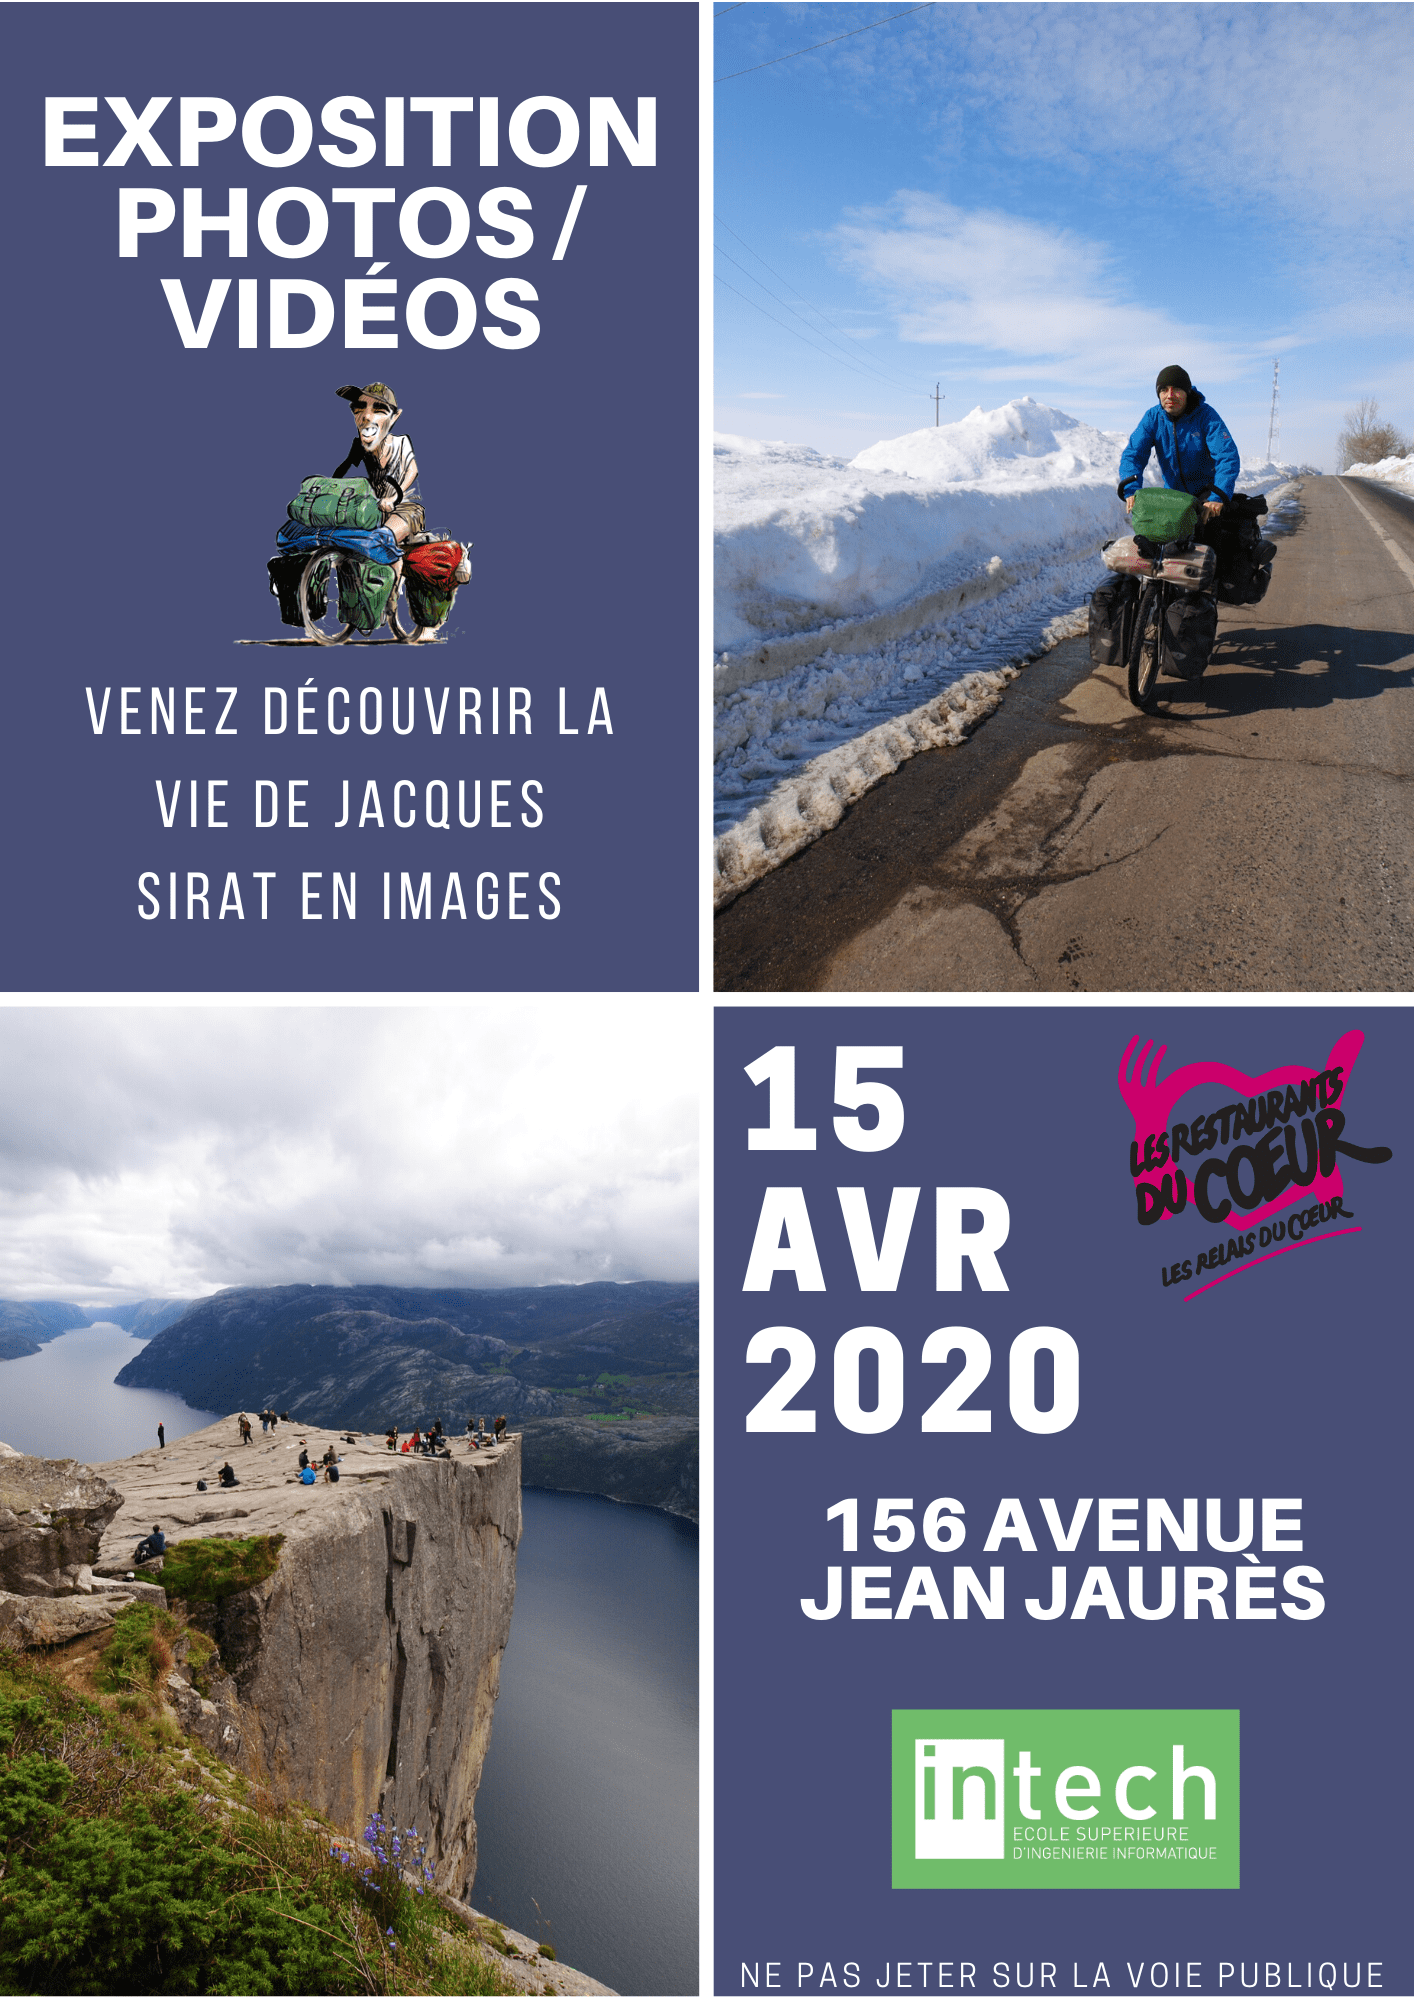 EXPOSITION
PHOTOS /
VIDÉOS
VENEZ DÉCOUVRIR LA
VIE DE JACQUES
SIRAT EN IMAGES
15
AVR
2020
LES RESTAURANTS
DU COEUR
LES RELAIS DU CŒUR
156 AVENUE
JEAN JAURÈS
intech
ECOLE SUPERIEURE
D'INGENIERIE INFORMATIQUE
NE PAS JETER SUR LA VOIE PUBLIQUE